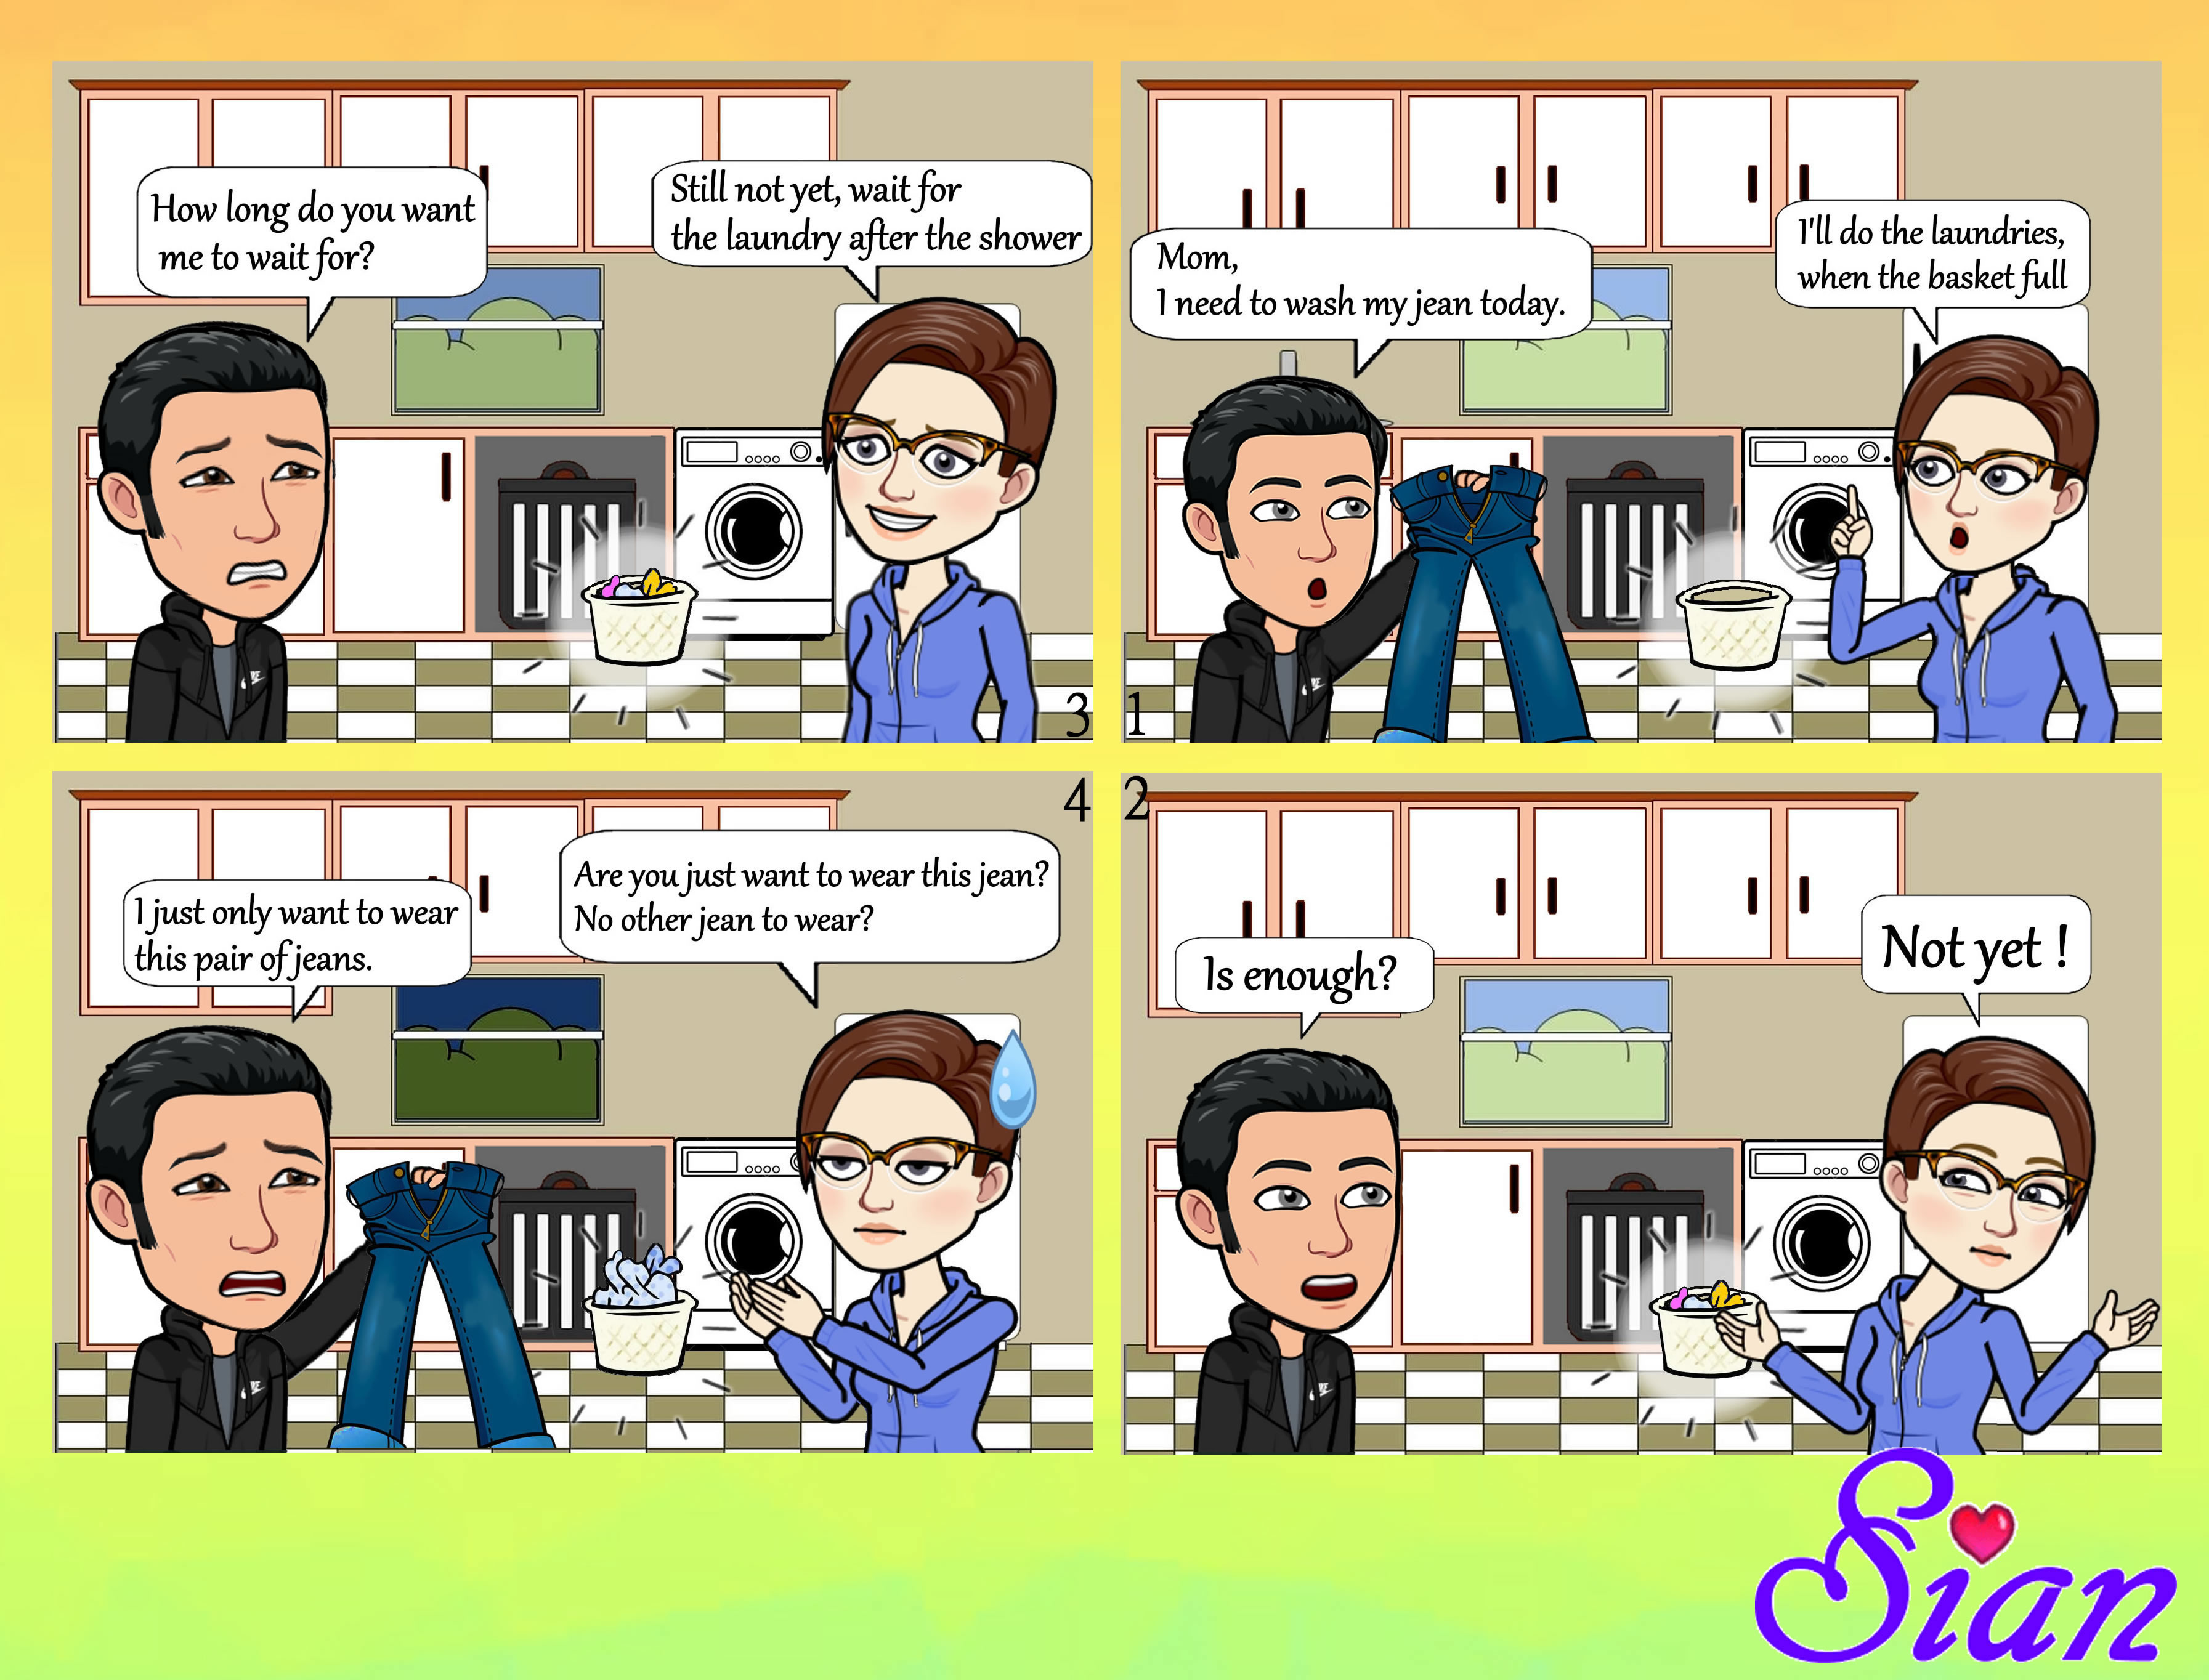 Mom,
I need to wash my jean today.
I'll do the laundries,
when the basket full
1
2
Is enough?
Not yet !
How long do you want
me to wait for?
Still not yet, wait for
the laundry after the shower
3
4
I just only want to wear
this pair of jeans.
Are you just want to wear this jean?
No other jean to wear?
Sian